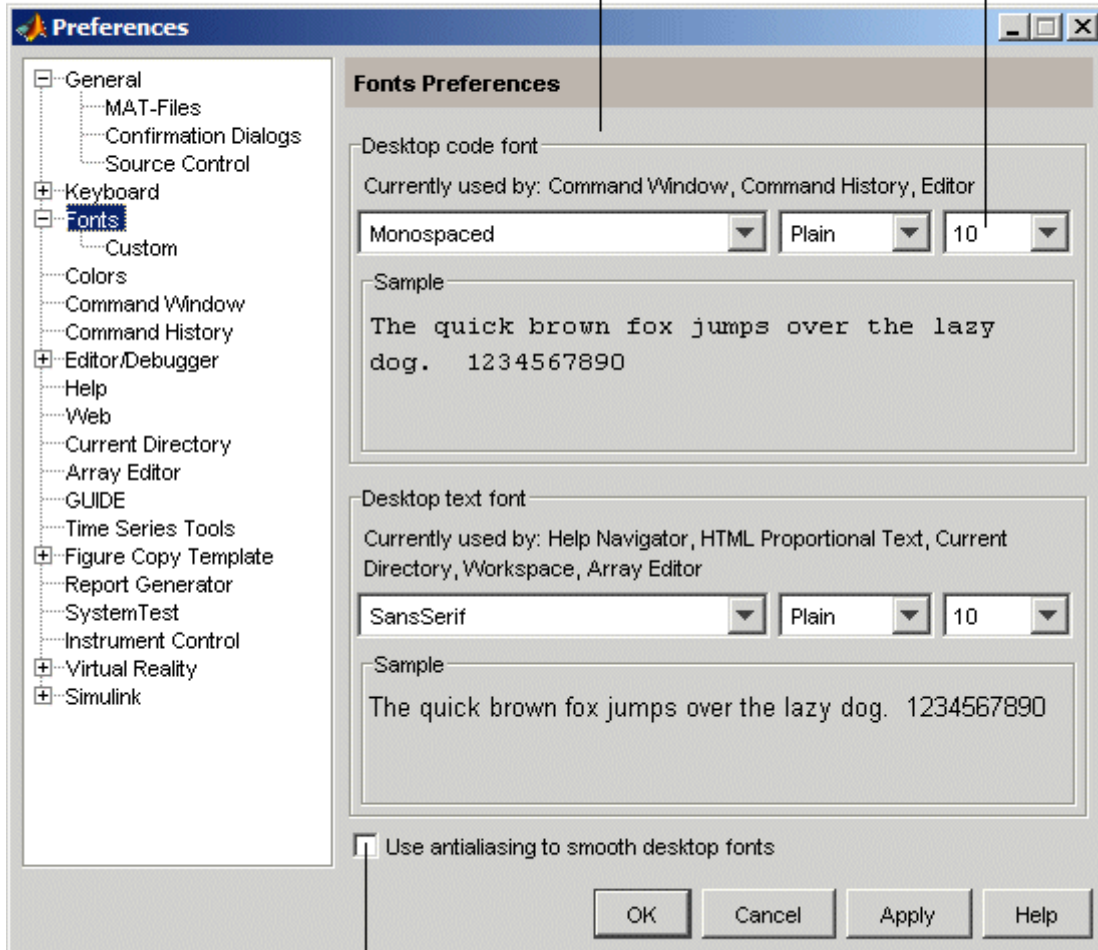 Preferences
General
MAT-Files
Confirmation Dialogs
Source Control
Keyboard
Fonts
Custom
Colors
Command Window
Command History
Editor/Debugger
Help
Web
Current Directory
Array Editor
GUIDE
Time Series Tools
Figure Copy Template
Report Generator
SystemTest
Instrument Control
Virtual Reality
Simulink
Fonts Preferences
Desktop code font
Currently used by: Command Window, Command History, Editor
Monospaced Plain 10
Sample
The quick brown fox jumps over the lazy
dog. 1234567890
Desktop text font
Currently used by: Help Navigator, HTML Proportional Text, Current
Directory, Workspace, Array Editor
SansSerif Plain 10
Sample
The quick brown fox jumps over the lazy dog. 1234567890
Use antialiasing to smooth desktop fonts
OK Cancel Apply Help